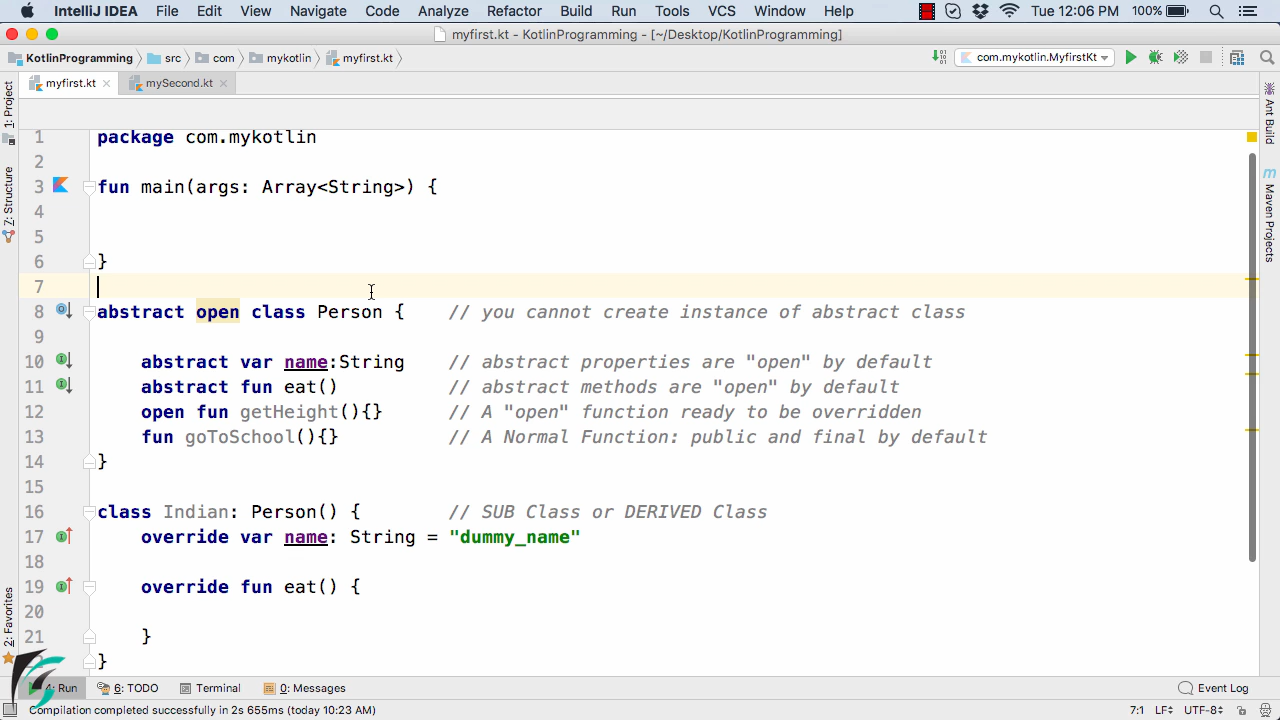 IntelliJ IDEA File Edit View Navigate Code Analyze Refactor Build Run Tools VCS Window Help Tue 12:06 PM 100%
myfirst.kt - KotlinProgramming - [~/Desktop/KotlinProgramming]
KotlinProgramming src com mykotlin myfirst.kt com.mykotlin.MyfirstKt
myfirst.kt mySecond.kt
1: Project
7: Structure
2: Favorites
Ant Build
m Maven Projects
1 package com.mykotlin
2
3 fun main(args: Array<String>) {
4
5
6 }
7
8 abstract open class Person { // you cannot create instance of abstract class
9
10 abstract var name:String // abstract properties are "open" by default
11 abstract fun eat() // abstract methods are "open" by default
12 open fun getHeight(){} // A "open" function ready to be overridden
13 fun goToSchool(){} // A Normal Function: public and final by default
14 }
15
16 class Indian: Person() { // SUB Class or DERIVED Class
17 override var name: String = "dummy_name"
18
19 override fun eat() {
20
21 }
}
Run 6: TODO Terminal 0: Messages Event Log
Compilation completed successfully in 2s 655ms (today 10:23 AM) 7:1 LF UTF-8